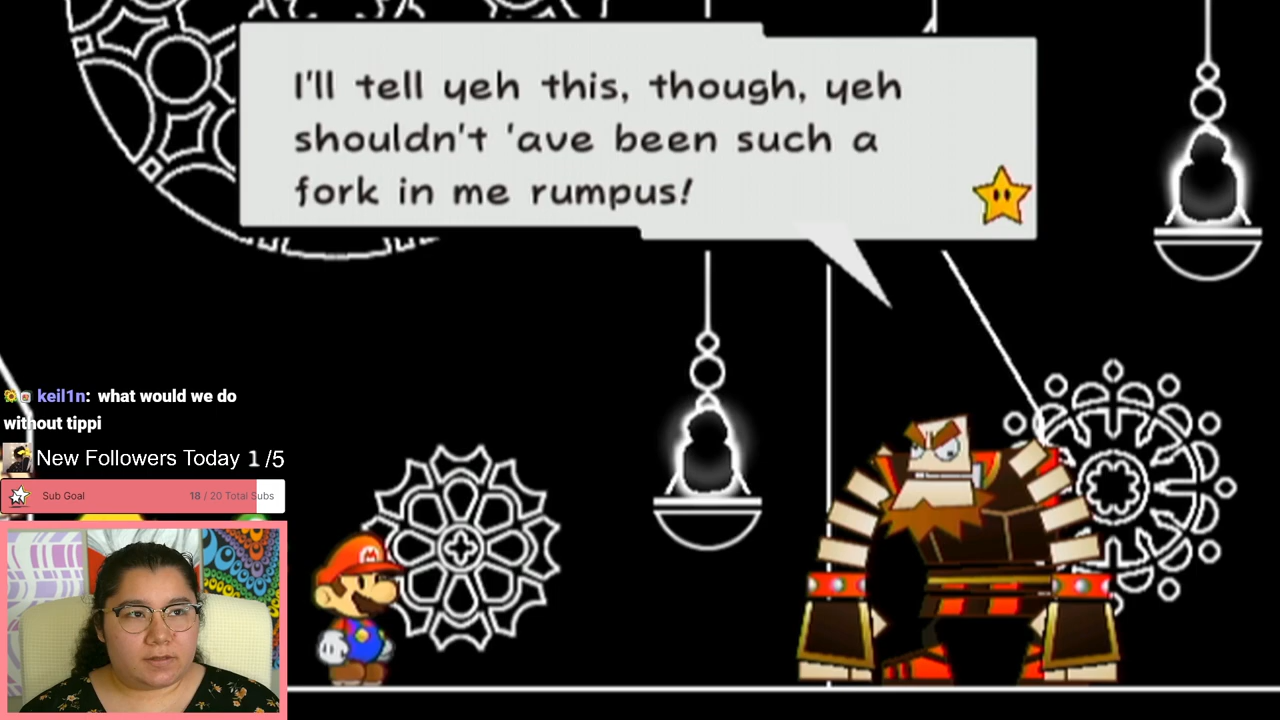 I'll tell yeh this, though, yeh
shouldn't 'ave been such a
fork in me rumpus!
keil1n: what would we do
without tippi
New Followers Today 1/5
Sub Goal 18 / 20 Total Subs
M